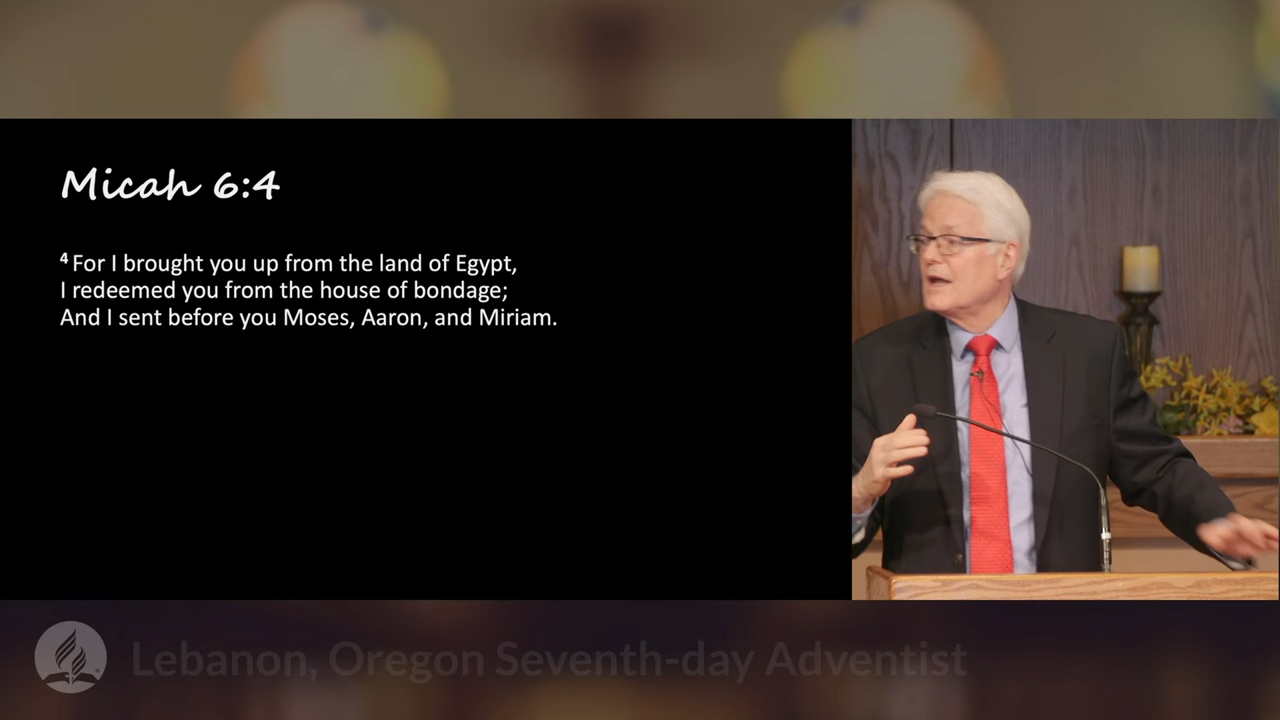 Micah 6:4
4 For I brought you up from the land of Egypt,
I redeemed you from the house of bondage;
And I sent before you Moses, Aaron, and Miriam.
Lebanon, Oregon Seventh-day Adventist